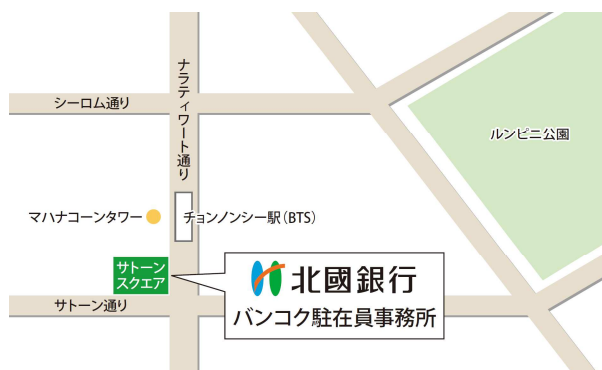 ナラティワート通り
シーロム通り
ルンピニ公園
マハナコーンタワー
チョンノンシー駅(BTS)
サトーン
スクエア
サトーン通り
北國銀行
バンコク駐在員事務所